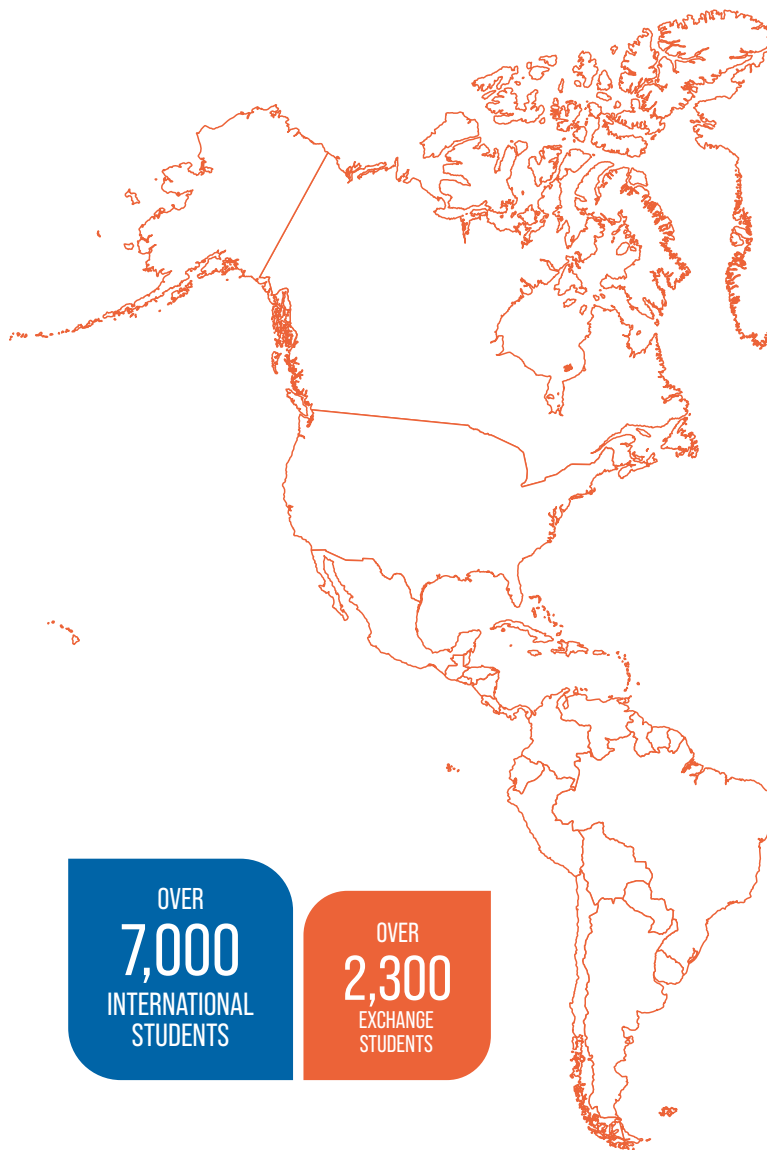 OVER
7,000
INTERNATIONAL
STUDENTS
OVER
2,300
EXCHANGE
STUDENTS